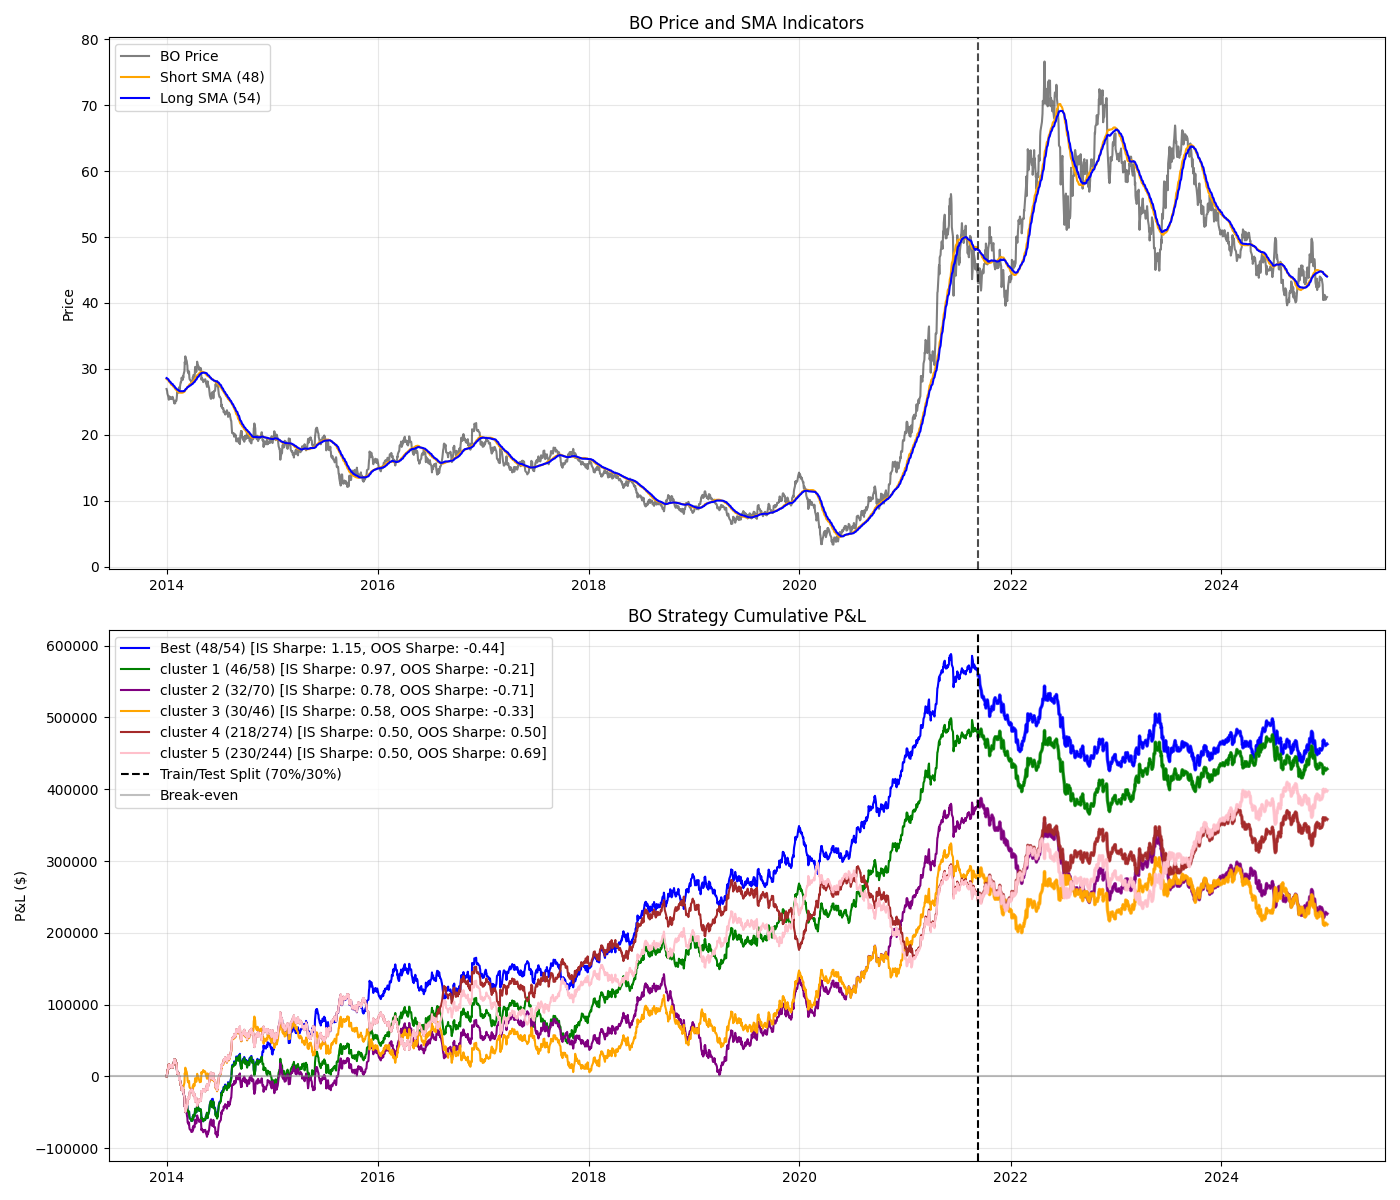 BO Price and SMA Indicators
80
70
60
50
40
30
20
10
0
Price
BO Price
Short SMA (48)
Long SMA (54)
2014
2016
2018
2020
2022
2024
BO Strategy Cumulative P&L
600000
500000
400000
300000
200000
100000
0
−100000
P&L ($)
Best (48/54) [IS Sharpe: 1.15, OOS Sharpe: -0.44]
cluster 1 (46/58) [IS Sharpe: 0.97, OOS Sharpe: -0.21]
cluster 2 (32/70) [IS Sharpe: 0.78, OOS Sharpe: -0.71]
cluster 3 (30/46) [IS Sharpe: 0.58, OOS Sharpe: -0.33]
cluster 4 (218/274) [IS Sharpe: 0.50, OOS Sharpe: 0.50]
cluster 5 (230/244) [IS Sharpe: 0.50, OOS Sharpe: 0.69]
Train/Test Split (70%/30%)
Break-even
2014
2016
2018
2020
2022
2024